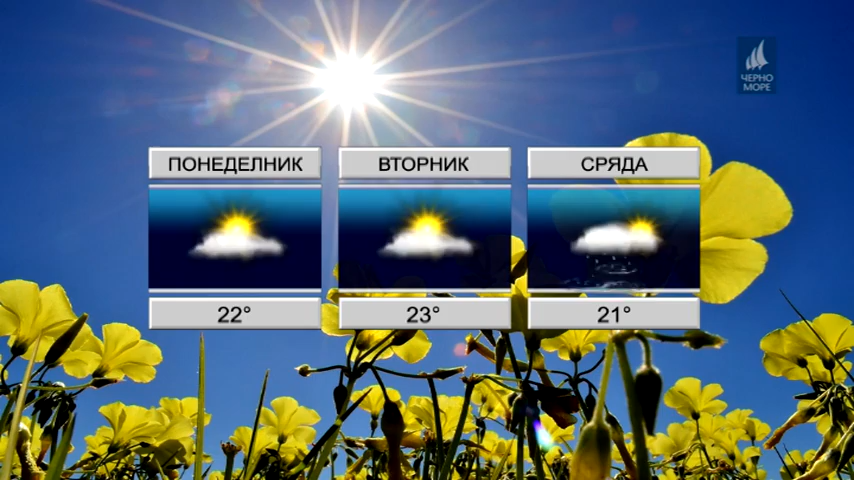 ЧЕРНО
МОРЕ
ПОНЕДЕЛНИК
ВТОРНИК
СРЯДА
22°
23°
21°